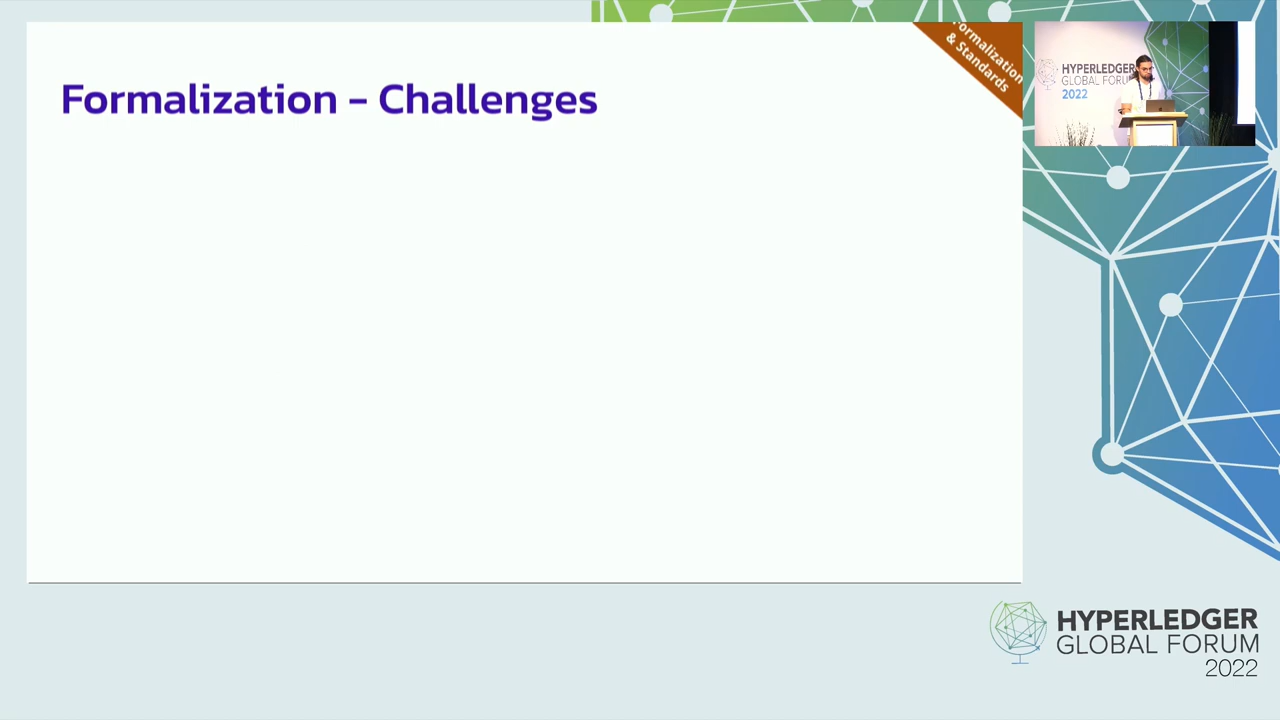 Formalization - Challenges
Formalization
& Standards
HYPERLEDGER
GLOBAL FORUM
2022
HYPERLEDGER
GLOBAL FORUM
2022